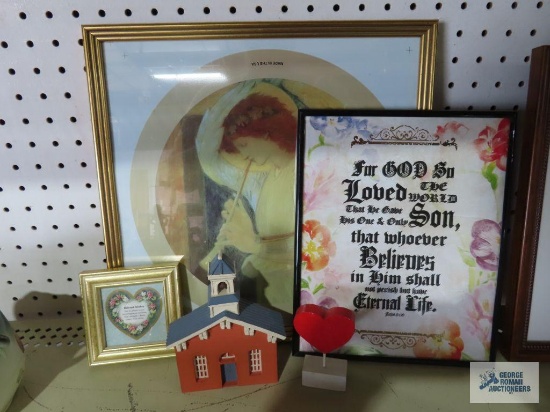 For GOD So
Loved THE WORLD
That He Gave
His One & Only Son,
that whoever
Believes
in Him shall
not perish but have
Eternal Life.
GEORGE ROMAN
AUCTIONEERS